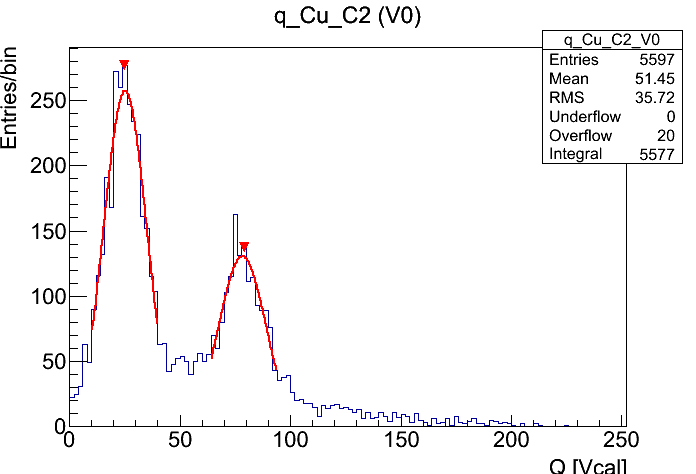 q_Cu_C2 (V0)
q_Cu_C2_V0
Entries 5597
Mean 51.45
RMS 35.72
Underflow 0
Overflow 20
Integral 5577
Entries/bin
250
200
150
100
50
0
0 50 100 150 200 250
Q [Vcal]